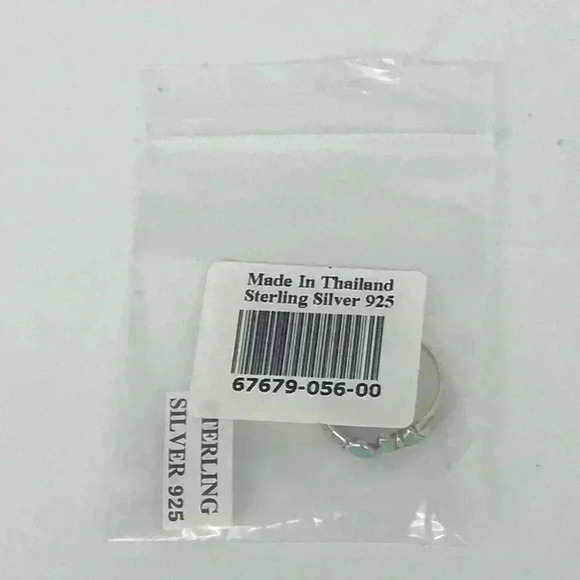 Made In Thailand
Sterling Silver 925
67679-056-00
TERLING
SILVER 925